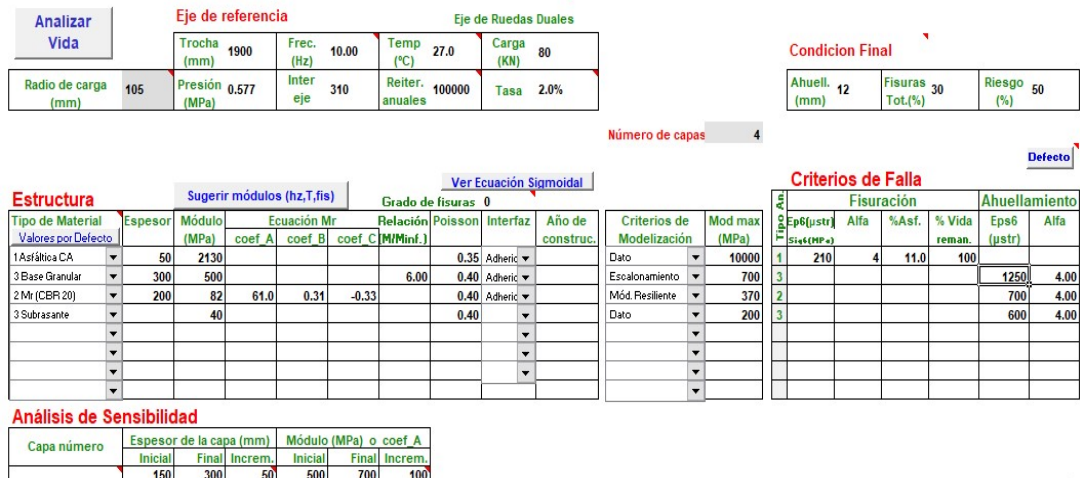 Analizar Vida
Eje de referencia
Eje de Ruedas Duales
Trocha (mm) 1900 Frec. (Hz) 10.00 Temp (ºC) 27.0 Carga (KN) 80
Radio de carga (mm) 105 Presión (MPa) 0.577 Inter eje 310 Reiter. anuales 100000 Tasa 2.0%
Condicion Final
Ahuell. (mm) 12 Fisuras Tot.(%) 30 Riesgo (%) 50
Número de capas 4
Defecto
Estructura
Sugerir módulos (hz,T,fis)
Ver Ecuación Sigmoidal
Grado de fisuras 0
Criterios de Falla
Tipo de Material Espesor Módulo (MPa) Ecuación Mr Relación (M/Minf.) Poisson Interfaz Año de construc. Criterios de Modelización Mod max (MPa) Tipo An. Fisuración Ahuellamiento
Valores por Defecto coef_A coef_B coef_C Ep6(µstr) Sig6(MPa) Alfa %Asf. % Vida reman. Eps6 (µstr) Alfa
1 Asfáltica CA 50 2130 0.35 Adheric Dato 10000 1 210 4 11.0 100
3 Base Granular 300 500 6.00 0.40 Adheric Escalonamiento 700 3 1250 4.00
2 Mr (CBR 20) 200 82 61.0 0.31 -0.33 0.40 Adheric Mód. Resiliente 370 2 700 4.00
3 Subrasante 40 0.40 Dato 200 3 600 4.00
Análisis de Sensibilidad
Capa número Espesor de la capa (mm) Módulo (MPa) o coef_A
Inicial Final Increm. Inicial Final Increm.
150 300 50 500 700 100